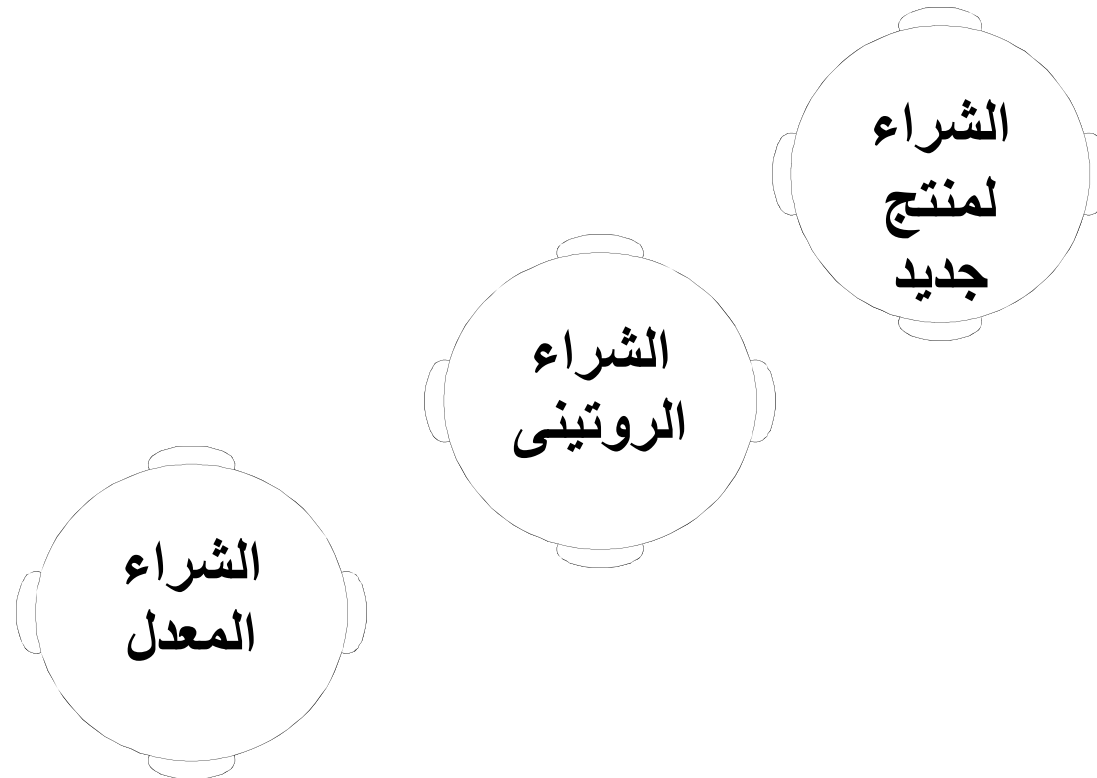 الشراء
لمنتج
جديد
الشراء
الروتينى
الشراء
المعدل